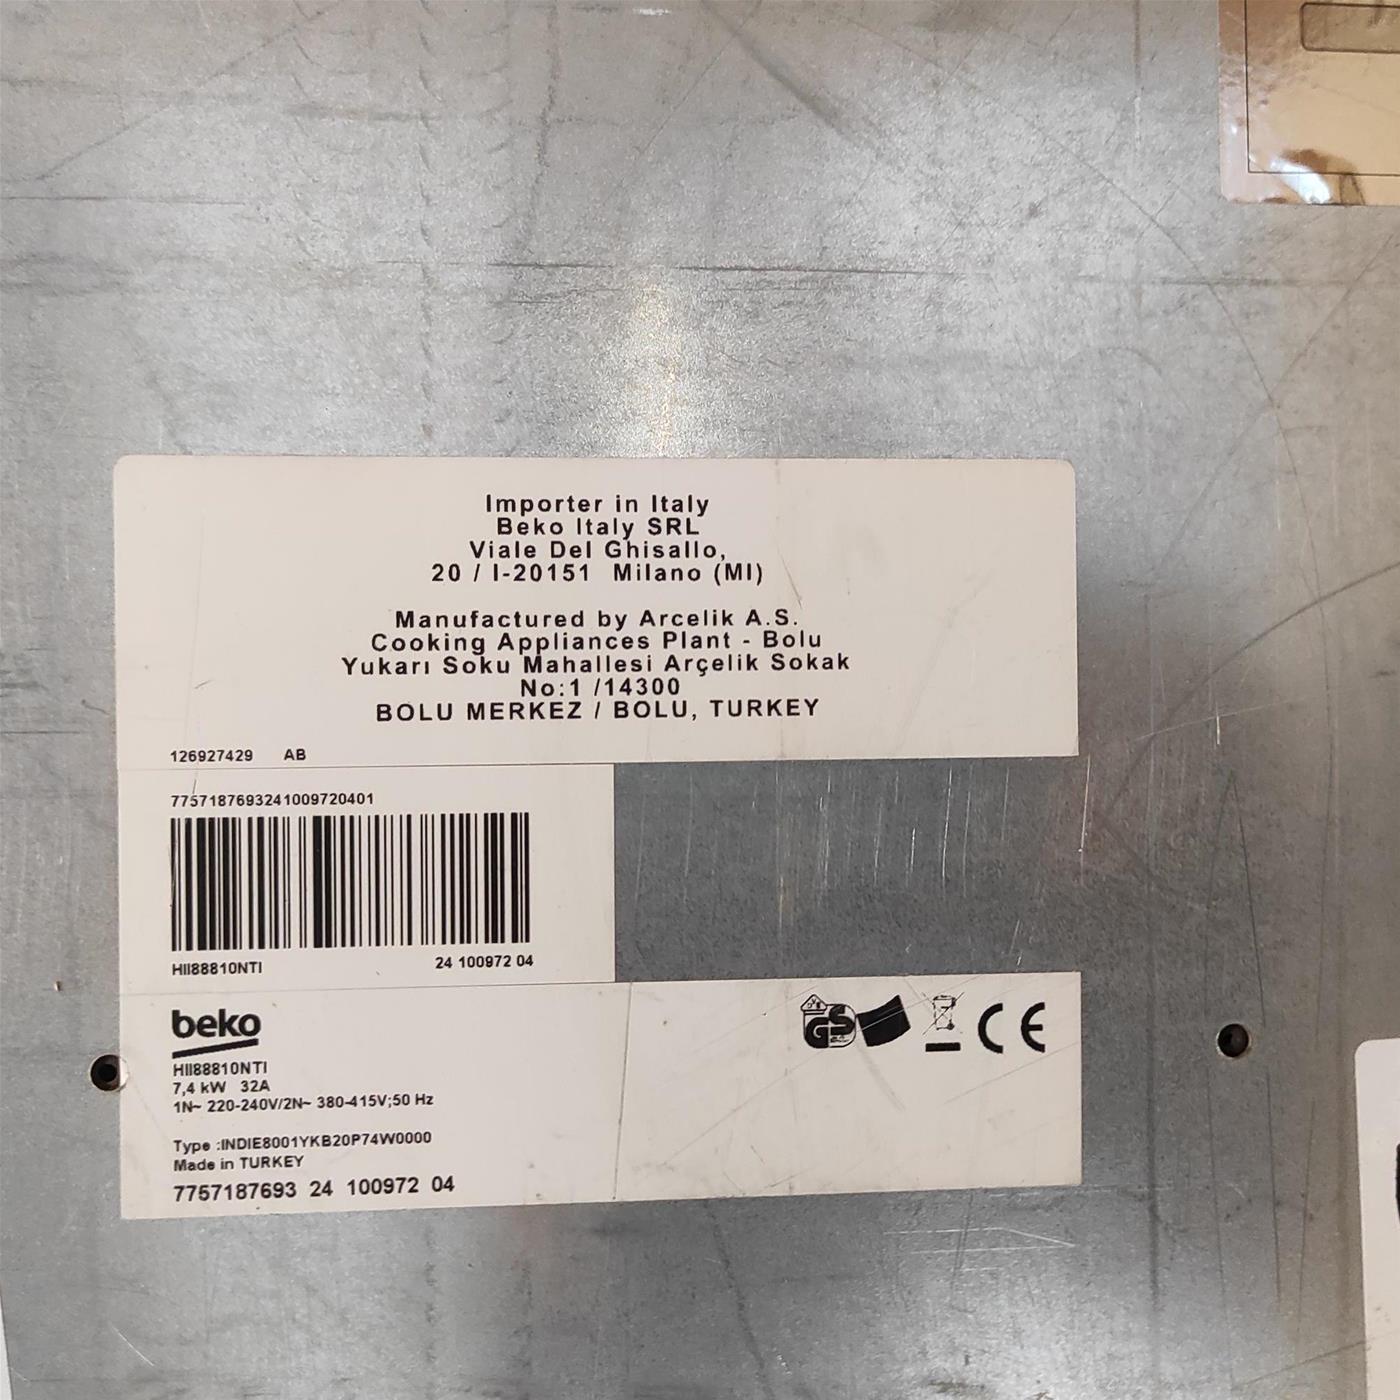 Importer in Italy
Beko Italy SRL
Viale Del Ghisallo,
20 / I-20151 Milano (MI)
Manufactured by Arcelik A.S.
Cooking Appliances Plant - Bolu
Yukarı Soku Mahallesi Arçelik Sokak
No:1 /14300
BOLU MERKEZ / BOLU, TURKEY
126927429 AB
7757187693241009720401
HII88810NTI 24 100972 04
beko
HII88810NTI
7,4 kW 32A
1N~ 220-240V/2N~ 380-415V;50 Hz
Type :INDIE8001YKB20P74W0000
Made in TURKEY
7757187693 24 100972 04
GS
CE